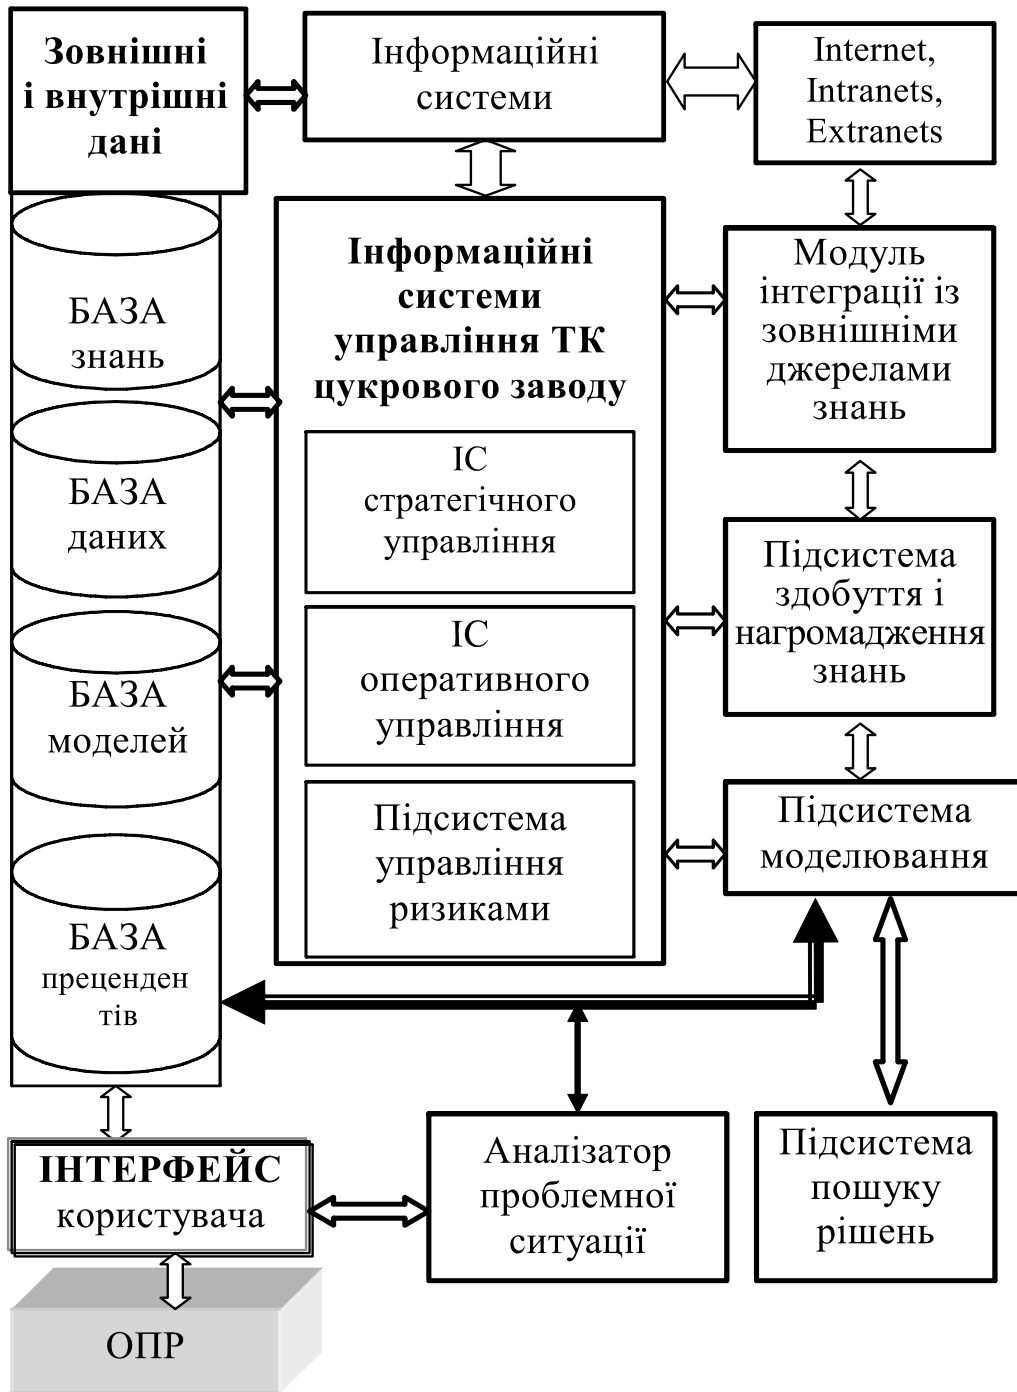 Зовнішні
і внутрішні
дані
Інформаційні
системи
Internet,
Intranets,
Extranets
БАЗА
знань
БАЗА
даних
БАЗА
моделей
БАЗА
прецинден
тів
Інформаційні
системи
управління ТК
цукрового заводу
ІС
стратегічного
управління
ІС
оперативного
управління
Підсистема
управління
ризиками
Модуль
інтеграції із
зовнішніми
джерелами
знань
Підсистема
здобуття і
нагромадження
знань
Підсистема
моделювання
ІНТЕРФЕЙС
користувача
Аналізатор
проблемної
ситуації
Підсистема
пошуку
рішень
ОПР